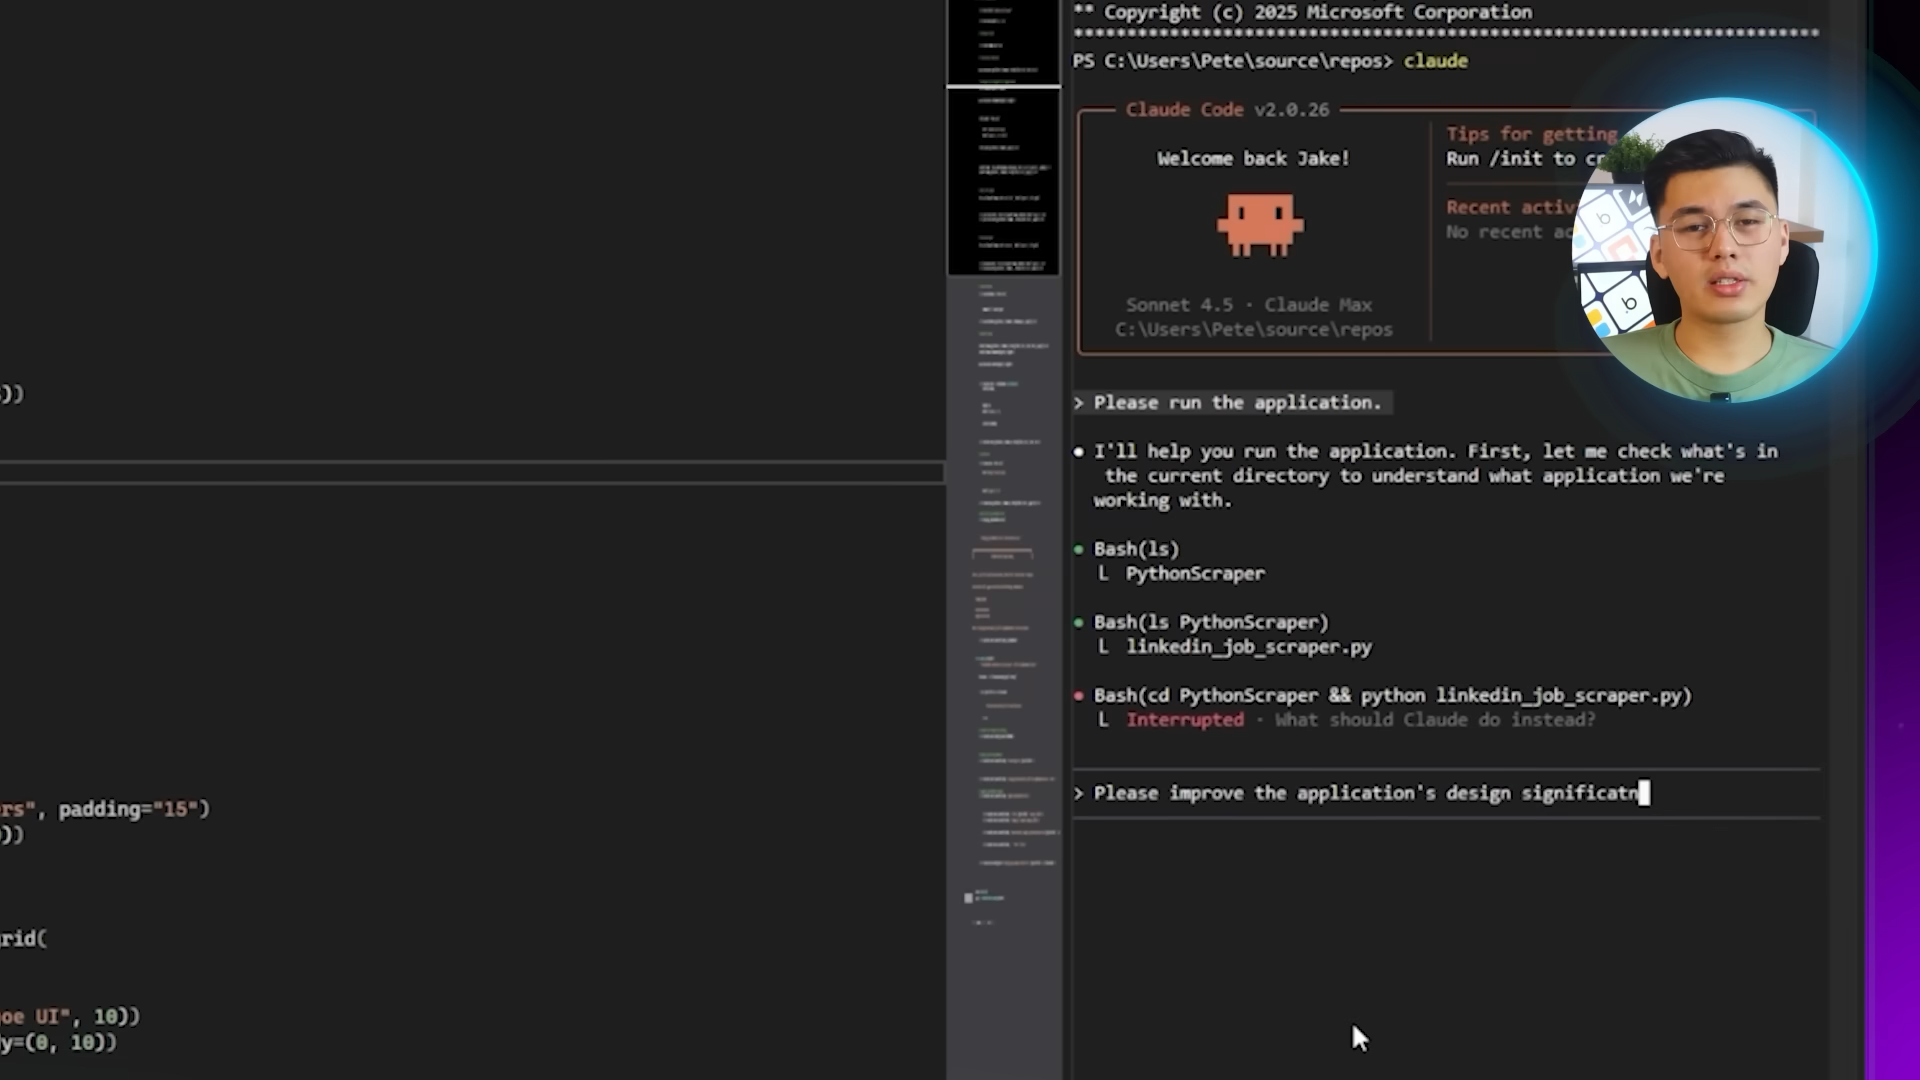 ))
rs", padding="15")
))
rid(
oe UI", 10))
y=(0, 10))
** Copyright (c) 2025 Microsoft Corporation
**********************************************************************
PS C:\Users\Pete\source\repos> claude
Claude Code v2.0.26
Welcome back Jake!
Sonnet 4.5 · Claude Max
C:\Users\Pete\source\repos
Tips for getting
Run /init to
Recent
No recent
> Please run the application.
● I'll help you run the application. First, let me check what's in
the current directory to understand what application we're
working with.
● Bash(ls)
L PythonScraper
● Bash(ls PythonScraper)
L linkedin_job_scraper.py
● Bash(cd PythonScraper && python linkedin_job_scraper.py)
L Interrupted · What should Claude do instead?
> Please improve the application's design significatn